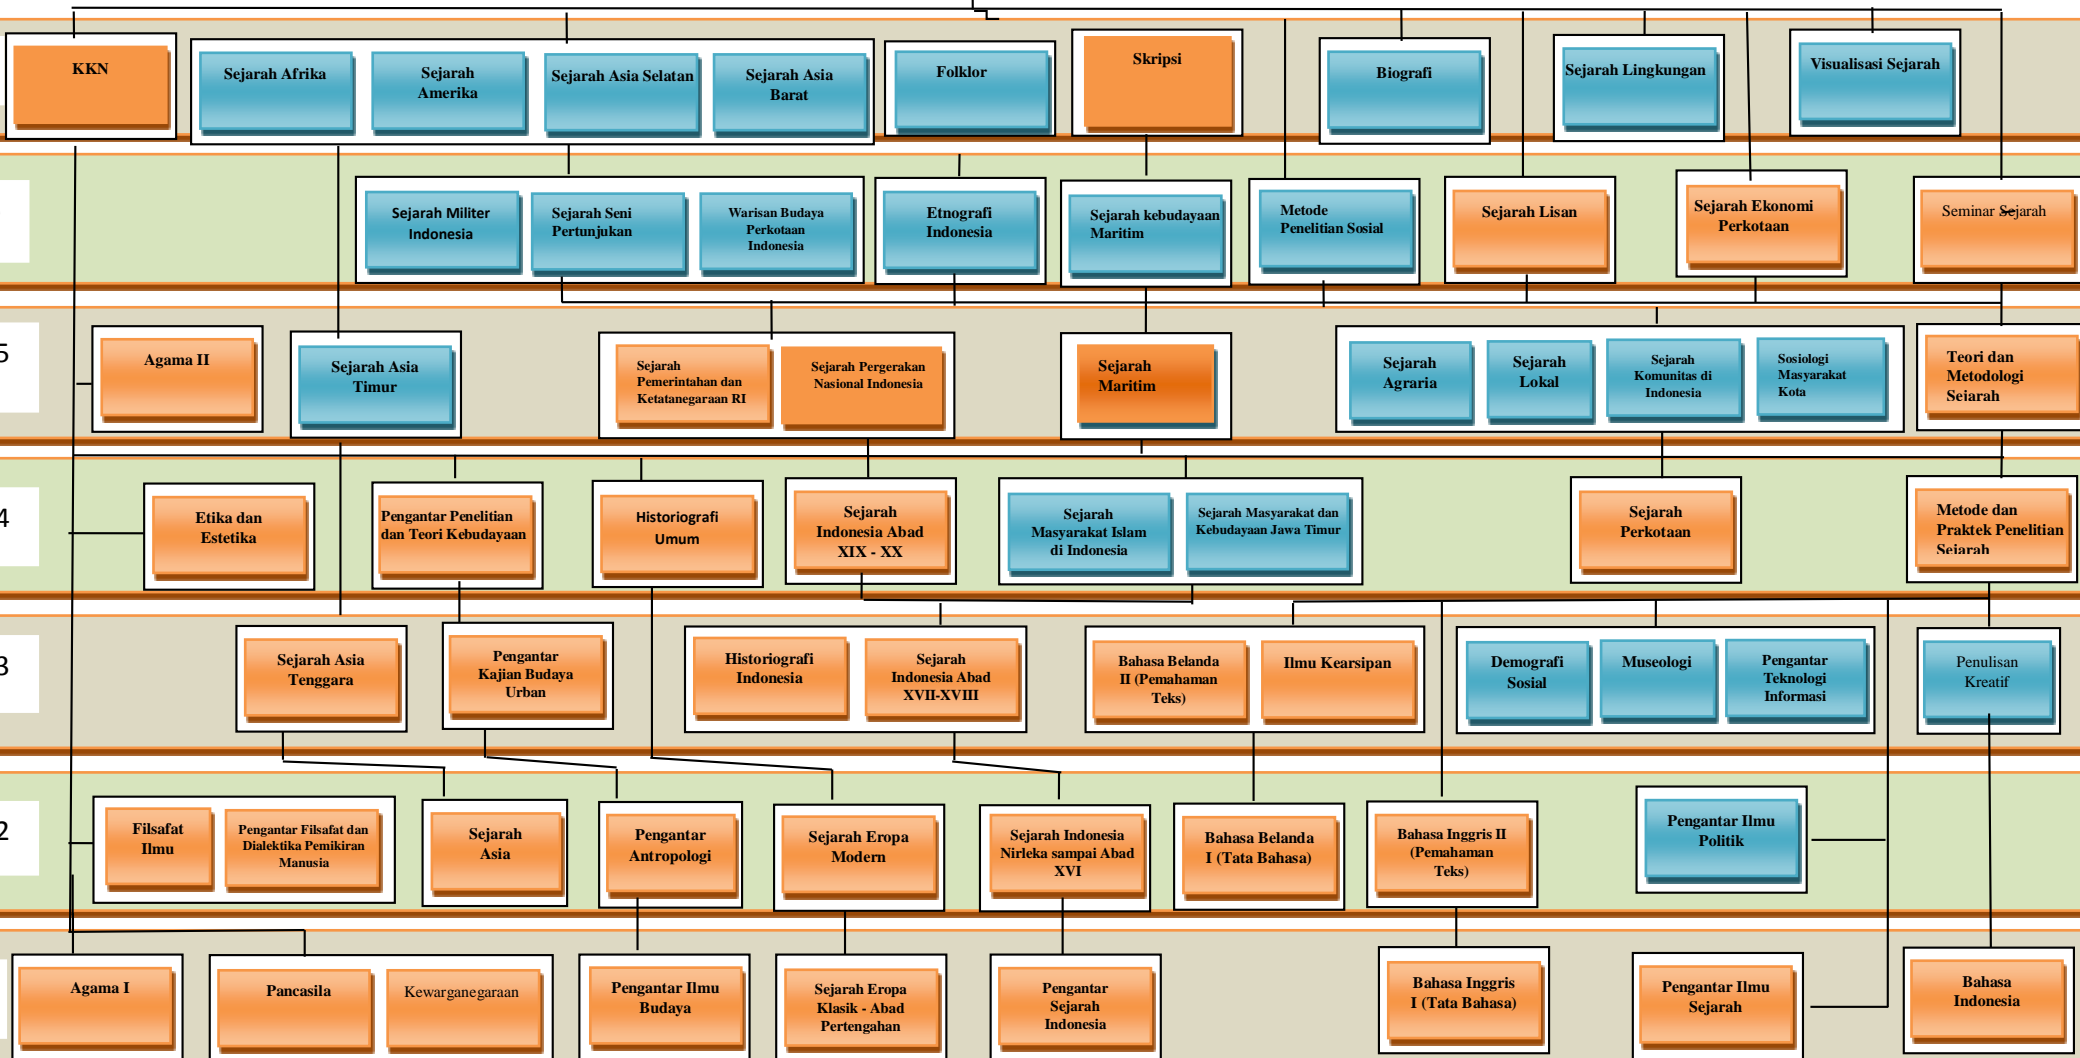 KKN
Sejarah Afrika
Sejarah
Amerika
Sejarah Asia Selatan
Sejarah Asia
Barat
Folklor
Skripsi
Biografi
Sejarah Lingkungan
Visualisasi Sejarah
Sejarah Militer
Indonesia
Sejarah Seni
Pertunjukan
Warisan Budaya
Perkotaan
Indonesia
Etnografi
Indonesia
Sejarah kebudayaan
Maritim
Metode
Penelitian Sosial
Sejarah Lisan
Sejarah Ekonomi
Perkotaan
Seminar Sejarah
5
Agama II
Sejarah Asia
Timur
Sejarah
Pemerintahan dan
Ketatanegaraan RI
Sejarah Pergerakan
Nasional Indonesia
Sejarah
Maritim
Sejarah
Agraria
Sejarah
Lokal
Sejarah
Komunitas di
Indonesia
Sosiologi
Masyarakat
Kota
Teori dan
Metodologi
Sejarah
4
Etika dan
Estetika
Pengantar Penelitian
dan Teori Kebudayaan
Historiografi
Umum
Sejarah
Indonesia Abad
XIX - XX
Sejarah
Masyarakat Islam
di Indonesia
Sejarah Masyarakat dan
Kebudayaan Jawa Timur
Sejarah
Perkotaan
Metode dan
Praktek Penelitian
Sejarah
3
Sejarah Asia
Tenggara
Pengantar
Kajian Budaya
Urban
Historiografi
Indonesia
Sejarah
Indonesia Abad
XVII-XVIII
Bahasa Belanda
II (Pemahaman
Teks)
Ilmu Kearsipan
Demografi
Sosial
Museologi
Pengantar
Teknologi
Informasi
Penulisan
Kreatif
2
Filsafat
Ilmu
Pengantar Filsafat dan
Dialektika Pemikiran
Manusia
Sejarah
Asia
Pengantar
Antropologi
Sejarah Eropa
Modern
Sejarah Indonesia
Nirleka sampai Abad
XVI
Bahasa Belanda
I (Tata Bahasa)
Bahasa Inggris II
(Pemahaman
Teks)
Pengantar Ilmu
Politik
Agama I
Pancasila
Kewarganegaraan
Pengantar Ilmu
Budaya
Sejarah Eropa
Klasik - Abad
Pertengahan
Pengantar
Sejarah
Indonesia
Bahasa Inggris
I (Tata Bahasa)
Pengantar Ilmu
Sejarah
Bahasa
Indonesia